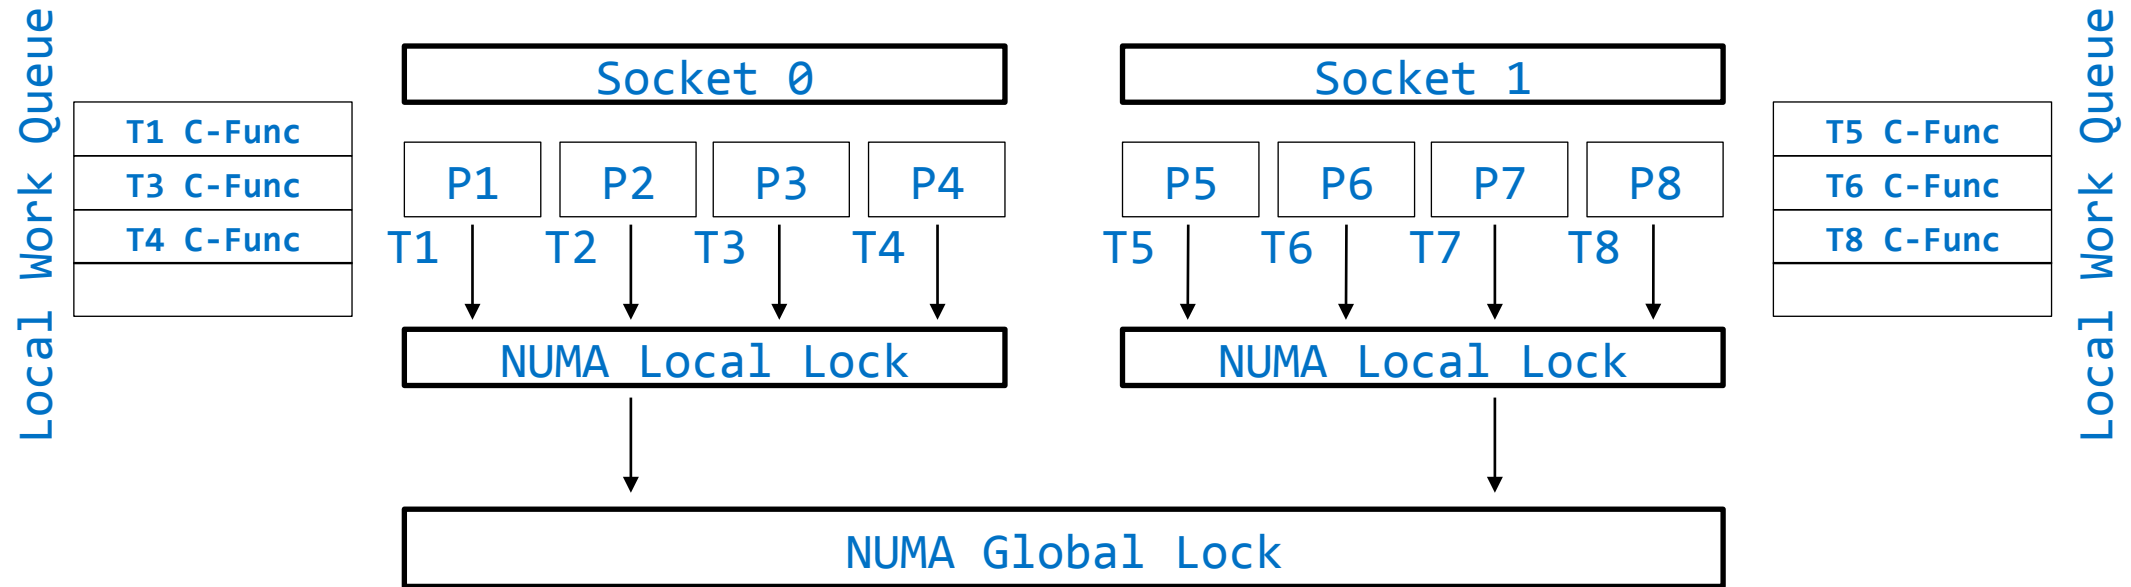 Local Work Queue
T1 C-Func
T3 C-Func
T4 C-Func
Socket 0
P1 P2 P3 P4
T1 T2 T3 T4
NUMA Local Lock
Socket 1
P5 P6 P7 P8
T5 T6 T7 T8
NUMA Local Lock
T5 C-Func
T6 C-Func
T8 C-Func
Local Work Queue
NUMA Global Lock